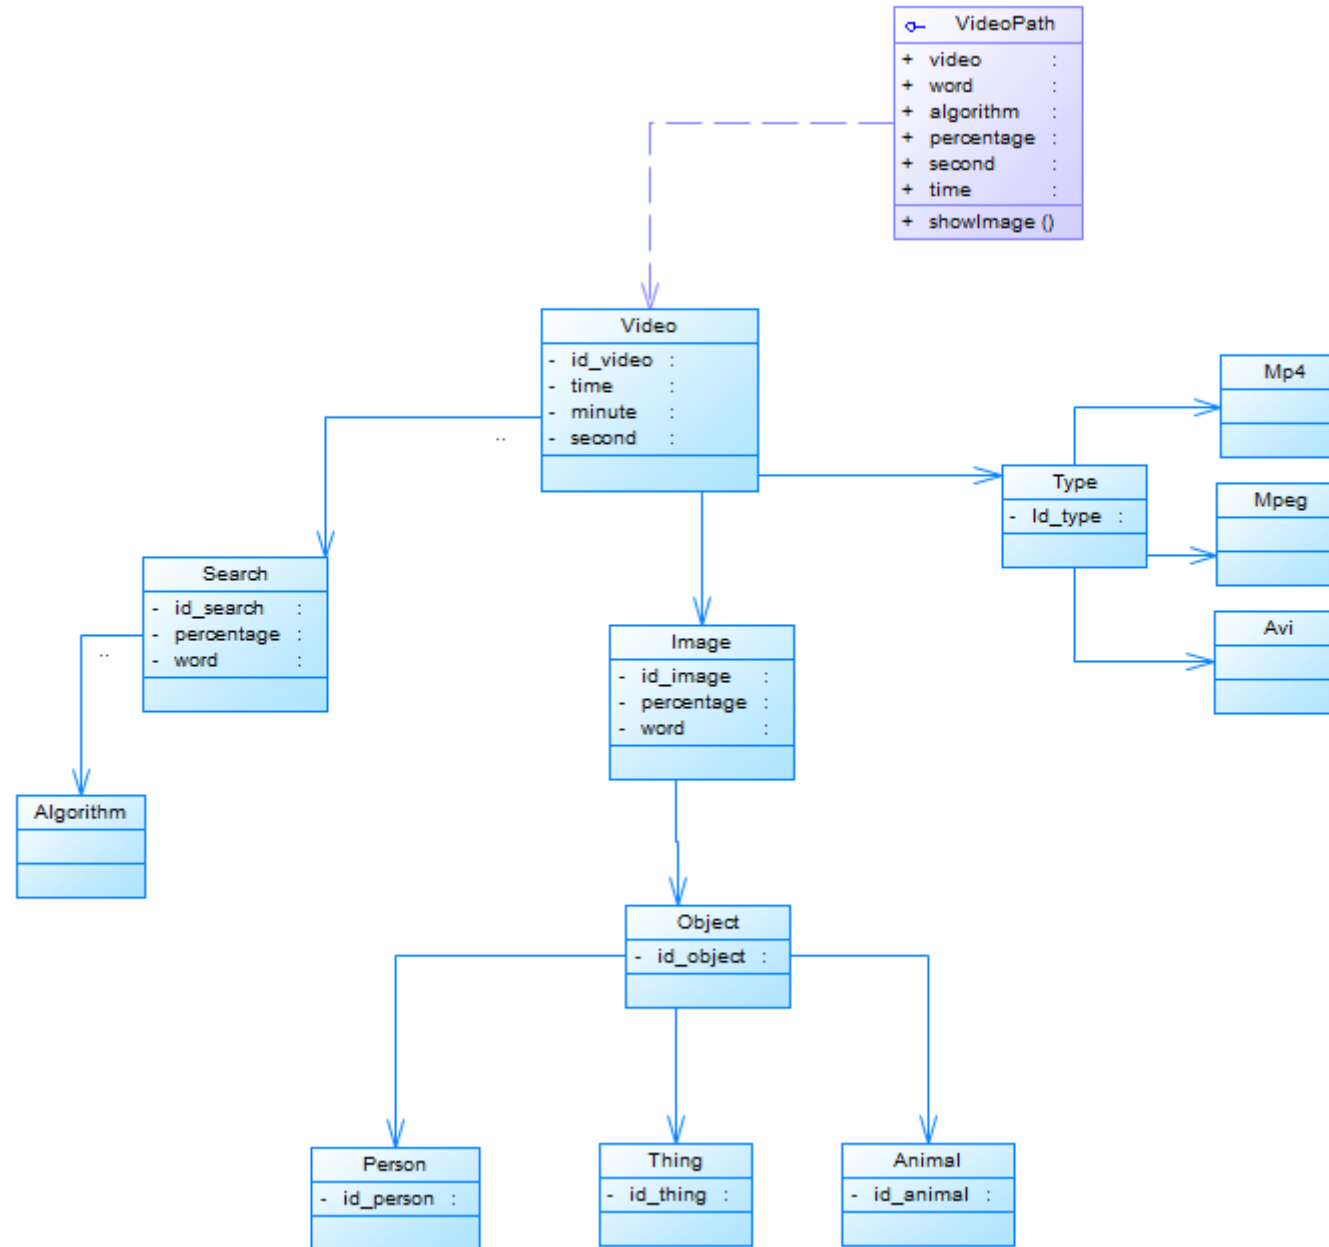 VideoPath
+ video :
+ word :
+ algorithm :
+ percentage :
+ second :
+ time :
+ showImage ()
Video
- id_video :
- time :
- minute :
- second :
..
Mp4
Type
- Id_type :
Mpeg
Avi
Search
- id_search :
- percentage :
- word :
..
Image
- id_image :
- percentage :
- word :
Algorithm
Object
- id_object :
Person
- id_person :
Thing
- id_thing :
Animal
- id_animal :